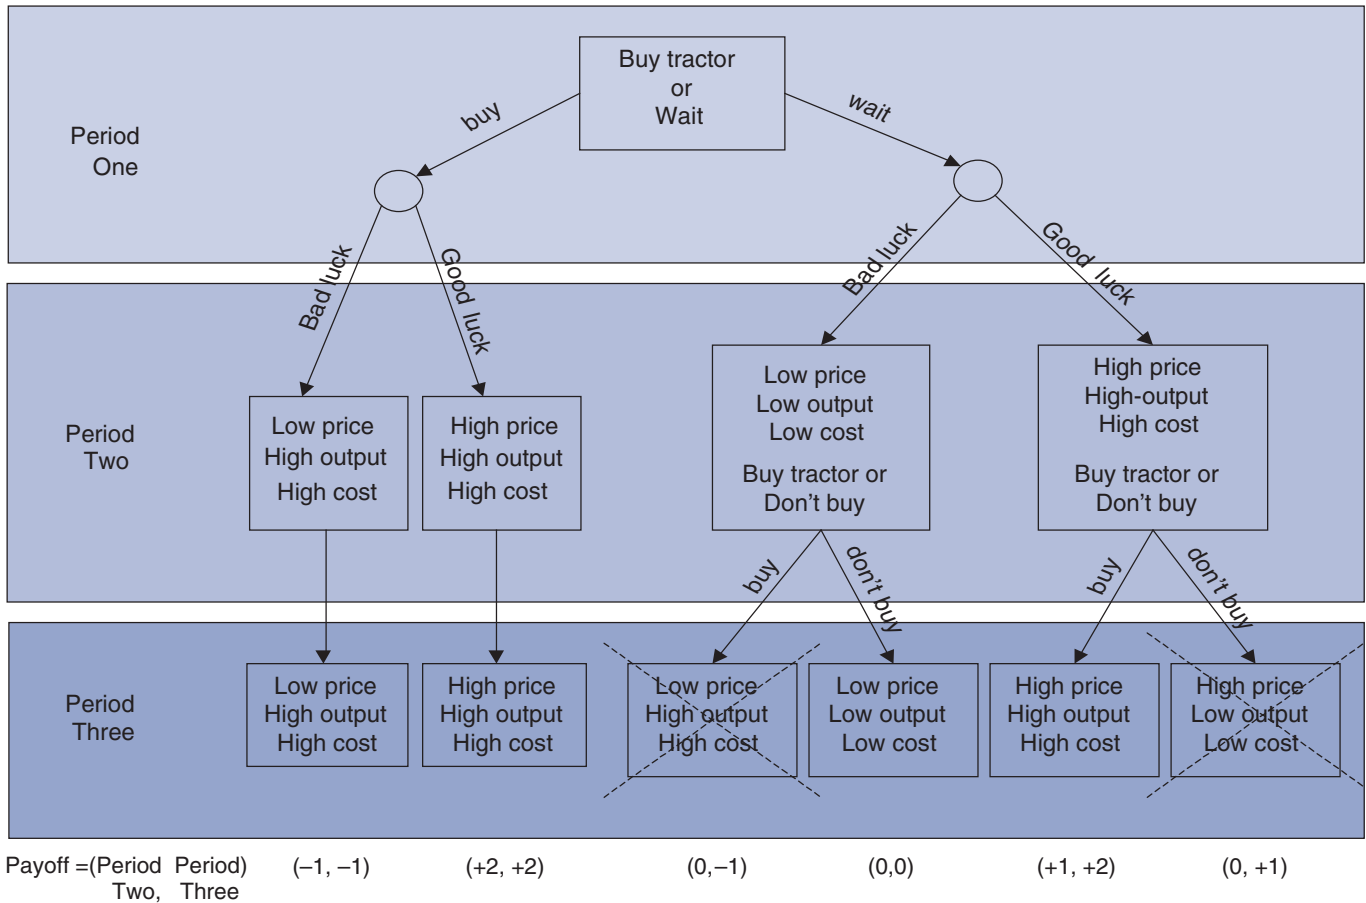 Buy tractor
or
Wait
buy
wait
Period
One
Bad luck
Good luck
Bad luck
Good luck
Period
Two
Low price
High output
High cost
High price
High output
High cost
Low price
Low output
Low cost
Buy tractor or
Don't buy
High price
High-output
High cost
Buy tractor or
Don't buy
buy
don't buy
buy
don't buy
Period
Three
Low price
High output
High cost
High price
High output
High cost
Low price
High output
High cost
Low price
Low output
Low cost
High price
High output
High cost
High price
Low output
Low cost
Payoff =(Period Period)
Two, Three
(–1, –1)
(+2, +2)
(0,–1)
(0,0)
(+1, +2)
(0, +1)